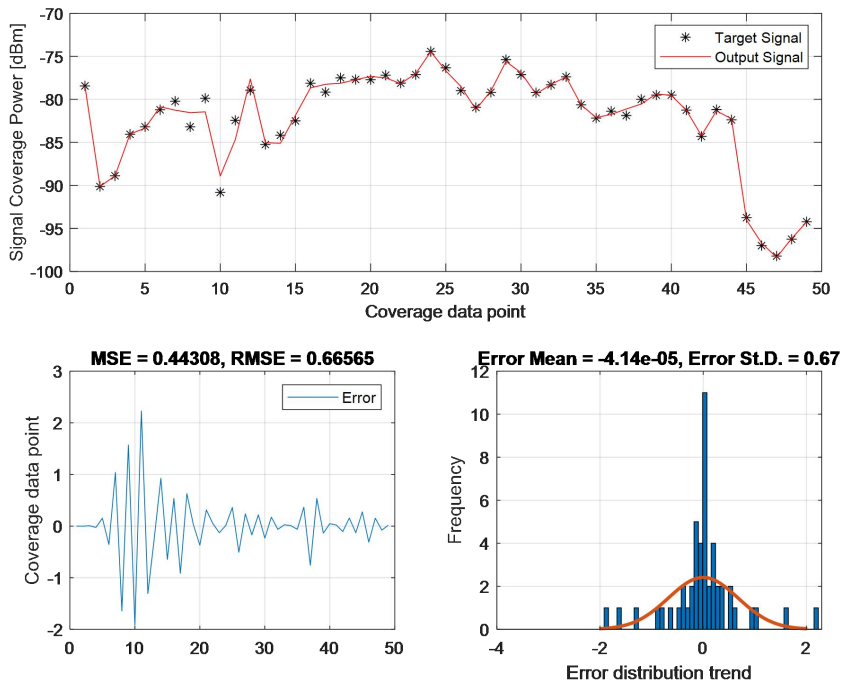 -70
-75
-80
-85
-90
-95
-100
Signal Coverage Power [dBm]
Target Signal
Output Signal
0 5 10 15 20 25 30 35 40 45 50
Coverage data point
MSE = 0.44308, RMSE = 0.66565
3
2
1
0
-1
-2
Coverage data point
Error
0 10 20 30 40 50
Error Mean = -4.14e-05, Error St.D. = 0.67
12
10
8
6
4
2
0
Frequency
-4 -2 0 2
Error distribution trend